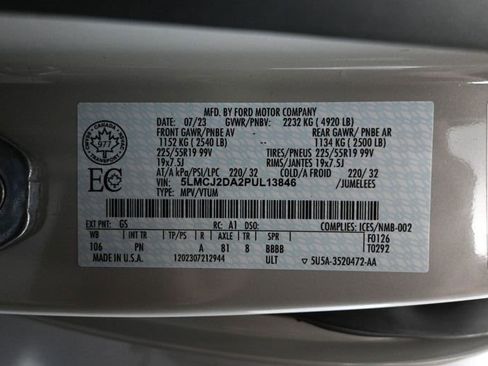 MFD. BY FORD MOTOR COMPANY
DATE: 07/23 GVWR/PNBV: 2232 KG ( 4920 LB)
FRONT GAWR/PNBE AV -- REAR GAWR/ PNBE AR
1152 KG ( 2540 LB) -- 1134 KG ( 2500 LB)
225/55R19 99V TIRES/PNEUS 225/55R19 99V
19x7.5J RIMS/JANTES 19x7.5J
AT/A kPa/PSI/LPC 220/ 32 COLD/A FROID 220/ 32
VIN: 5LMCJ2DA2PUL13846 /JUMELEES
TYPE: MPV/VTUM
CANADA
977
EC
EXT PNT: GS RC: A1 DSO: COMPLIES: ICES/NMB-002
WB INT TR TP/PS R AXLE TR SPR F0126
106 PN A 81 8 BBBB T0292
MADE IN U.S.A. 1202307212944 ULT 5U5A-3520472-AA